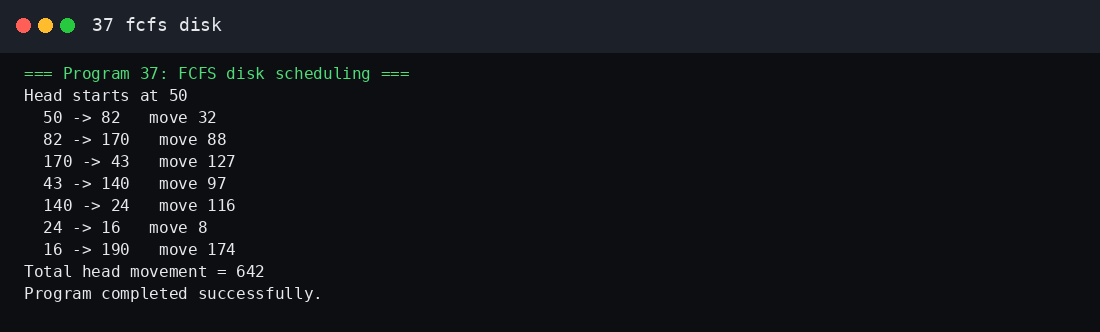 37 fcfs disk
=== Program 37: FCFS disk scheduling ===
Head starts at 50
  50 -> 82   move 32
  82 -> 170   move 88
  170 -> 43   move 127
  43 -> 140   move 97
  140 -> 24   move 116
  24 -> 16   move 8
  16 -> 190   move 174
Total head movement = 642
Program completed successfully.